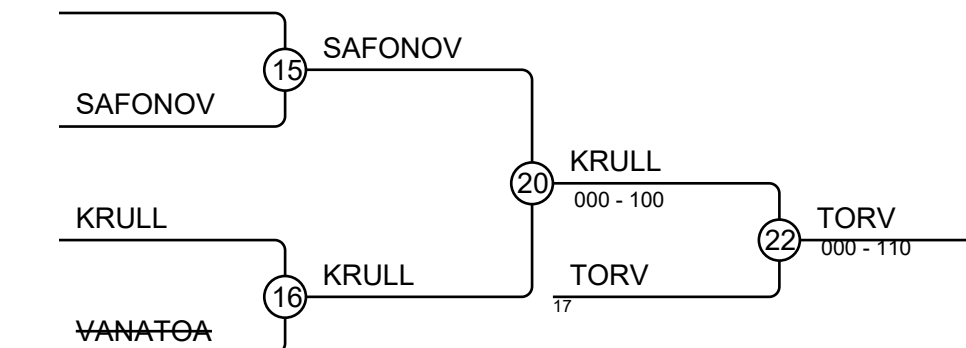 SAFONOV
15
SAFONOV
KRULL
20
000 - 100
KRULL
TORV
22
000 - 110
KRULL
16
TORV
17
VANATOA